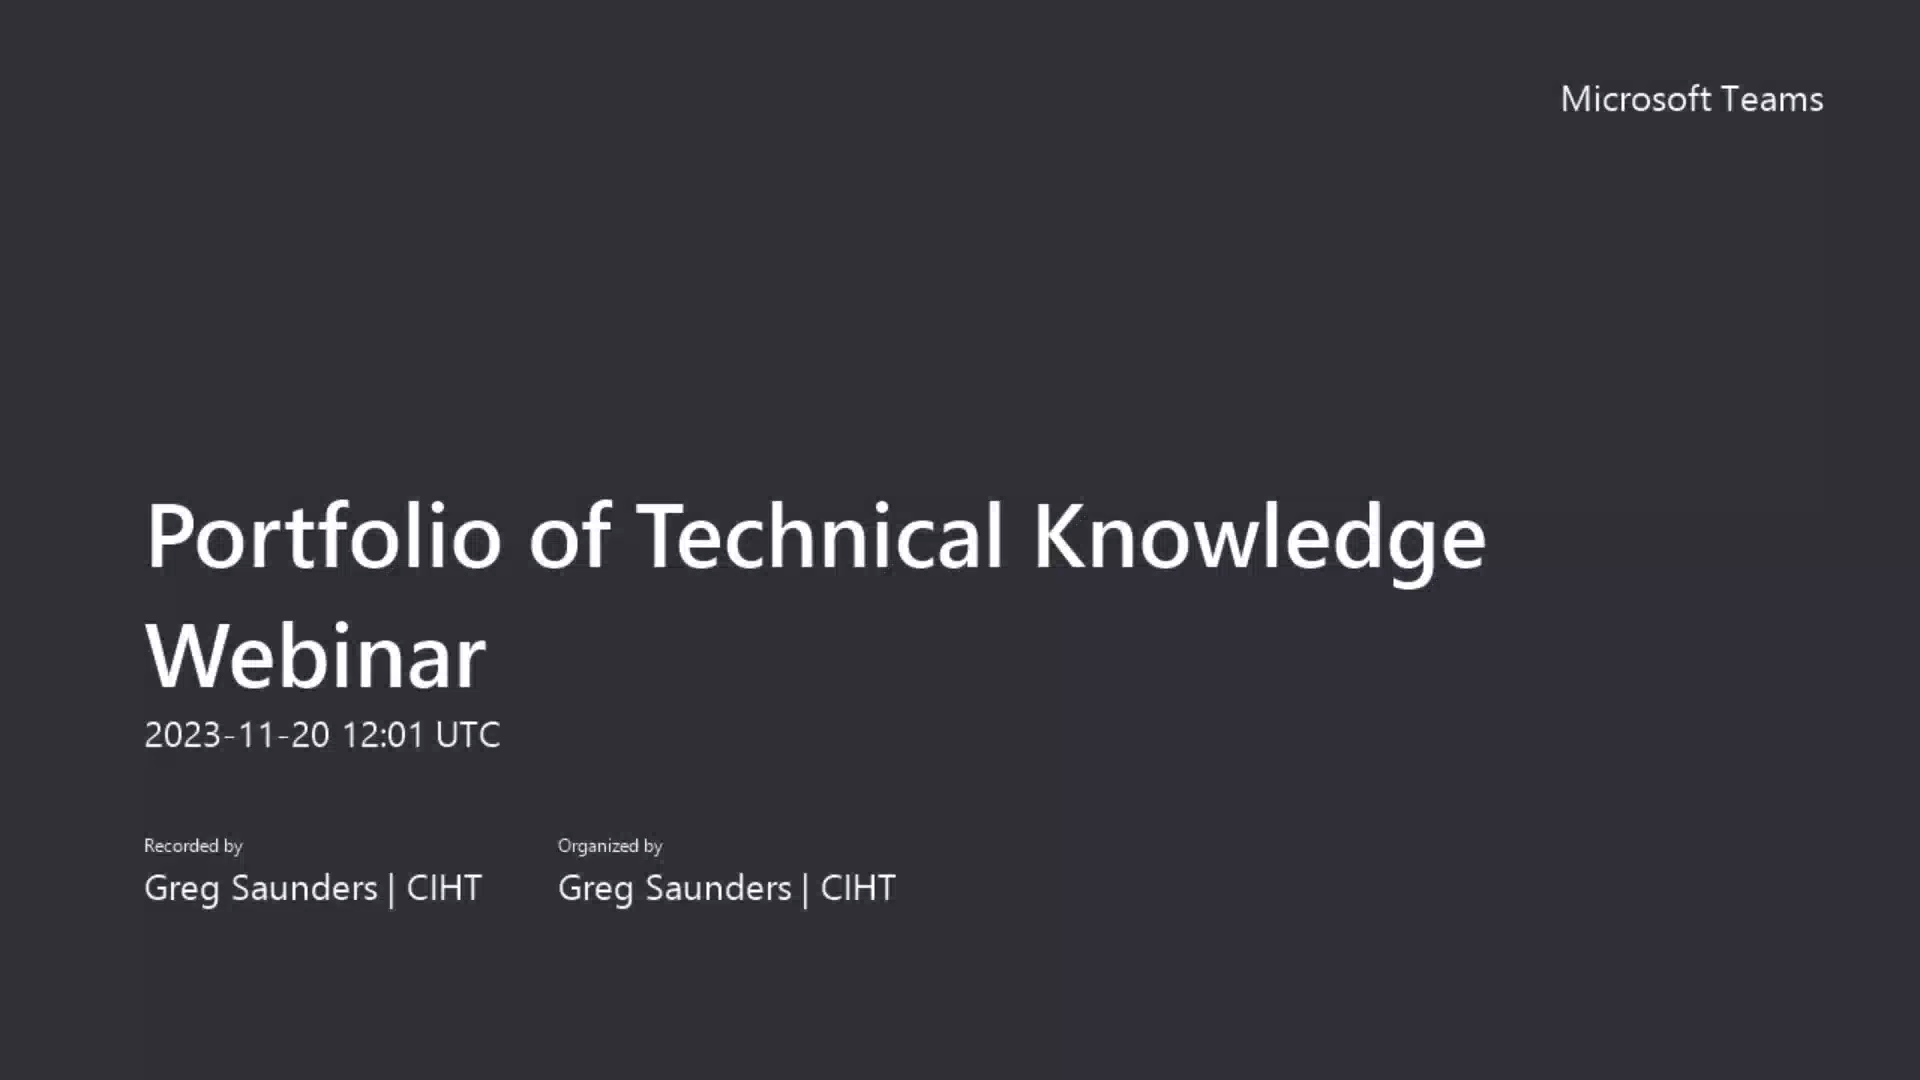 Microsoft Teams
Portfolio of Technical Knowledge
Webinar
2023-11-20 12:01 UTC
Recorded by
Greg Saunders | CIHT
Organized by
Greg Saunders | CIHT